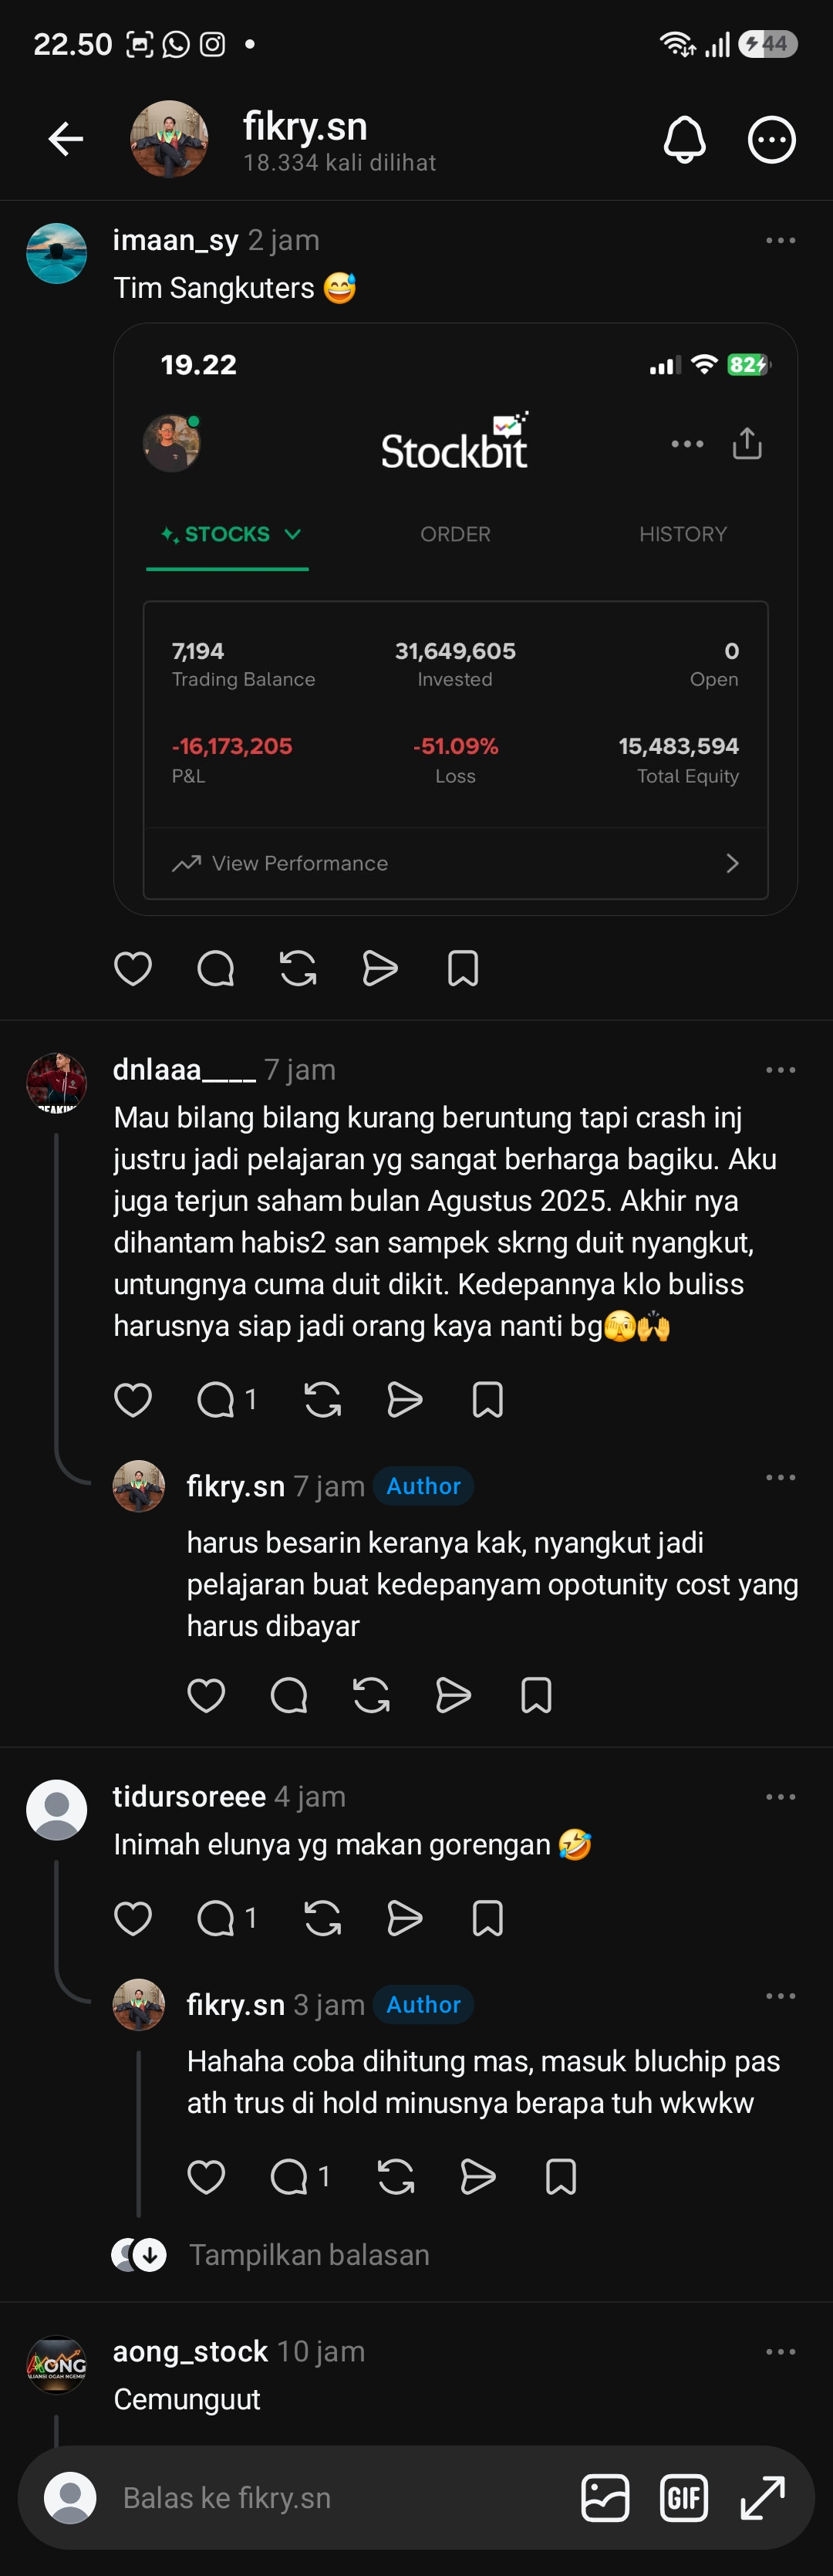 22.50
44
fikry.sn
18.334 kali dilihat
imaan_sy 2 jam
Tim Sangkuters 😅
19.22
82
Stockbit
STOCKS
ORDER
HISTORY
7,194
31,649,605
0
Trading Balance
Invested
Open
-16,173,205
-51.09%
15,483,594
P&L
Loss
Total Equity
View Performance
dnlaaa____ 7 jam
Mau bilang bilang kurang beruntung tapi crash inj
justru jadi pelajaran yg sangat berharga bagiku. Aku
juga terjun saham bulan Agustus 2025. Akhir nya
dihantam habis2 san sampek skrng duit nyangkut,
untungnya cuma duit dikit. Kedepannya klo buliss
harusnya siap jadi orang kaya nanti bg🫣🙌
1
fikry.sn 7 jam Author
harus besarin keranya kak, nyangkut jadi
pelajaran buat kedepanyam opotunity cost yang
harus dibayar
tidursoreee 4 jam
Inimah elunya yg makan gorengan 🤣
1
fikry.sn 3 jam Author
Hahaha coba dihitung mas, masuk bluchip pas
ath trus di hold minusnya berapa tuh wkwkw
1
Tampilkan balasan
AONG
aong_stock 10 jam
Cemunguut
Balas ke fikry.sn
GIF